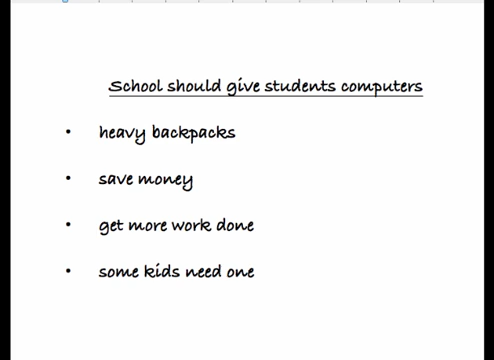 School should give students computers
• heavy backpacks
• save money
• get more work done
• some kids need one